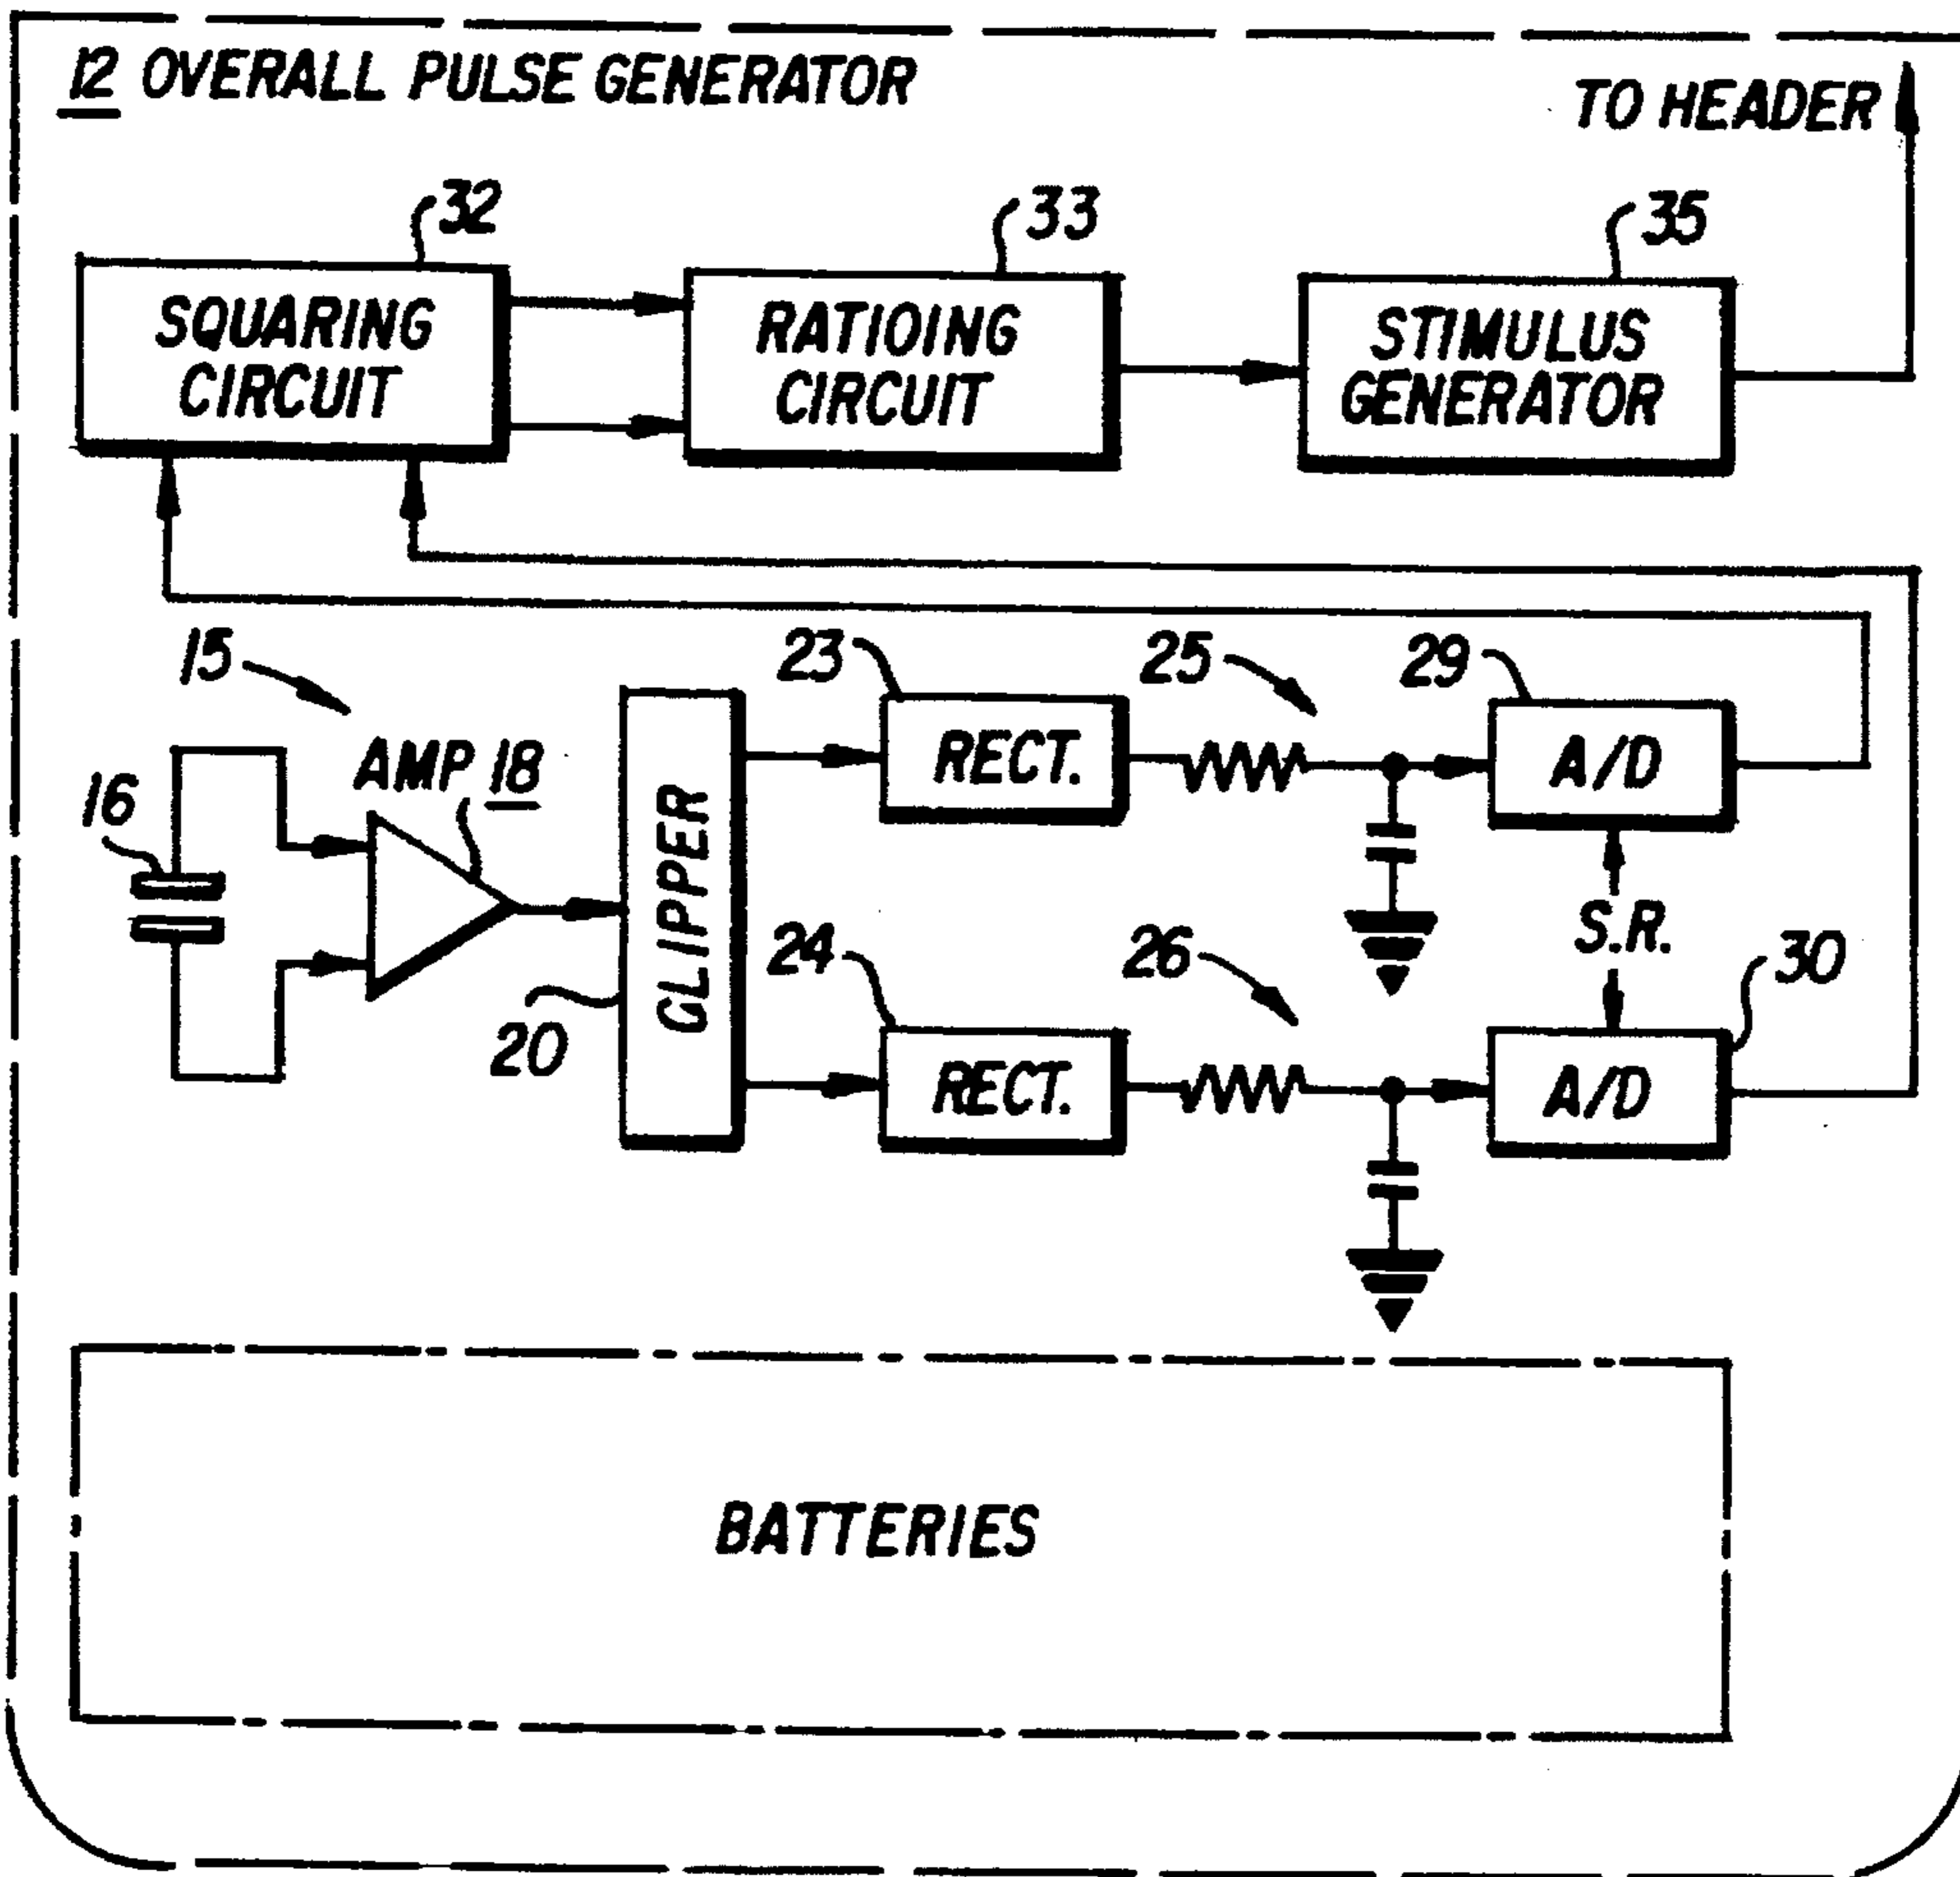 12 OVERALL PULSE GENERATOR
TO HEADER
32
33
35
SQUARING
CIRCUIT
RATIOING
CIRCUIT
STIMULUS
GENERATOR
15
23
25
29
AMP 18
RECT.
A/D
16
CLIPPER
S.R.
24
26
30
20
RECT.
A/D
BATTERIES